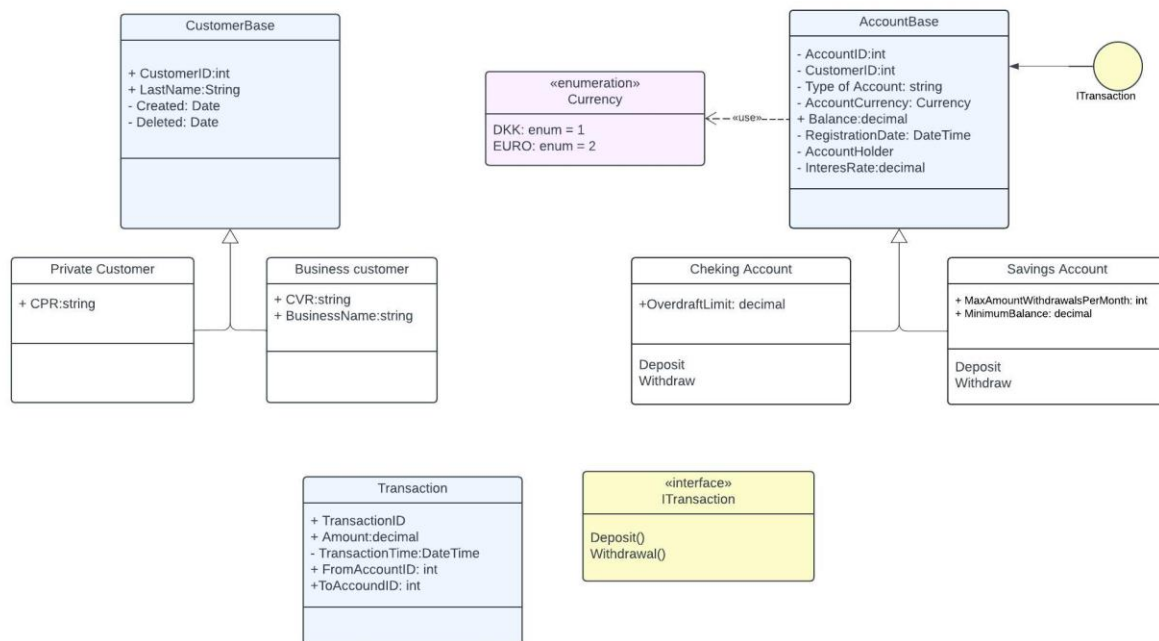 CustomerBase
+ CustomerID:int
+ LastName:String
- Created: Date
- Deleted: Date
«enumeration»
Currency
DKK: enum = 1
EURO: enum = 2
«use»
AccountBase
- AccountID:int
- CustomerID:int
- Type of Account: string
- AccountCurrency: Currency
+ Balance:decimal
- RegistrationDate: DateTime
- AccountHolder
- InteresRate:decimal
ITransaction
Private Customer
+ CPR:string
Business customer
+ CVR:string
+ BusinessName:string
Cheking Account
+OverdraftLimit: decimal
Deposit
Withdraw
Savings Account
+ MaxAmountWithdrawalsPerMonth: int
+ MinimumBalance: decimal
Deposit
Withdraw
Transaction
+ TransactionID
+ Amount:decimal
- TransactionTime:DateTime
+ FromAccountID: int
+ToAccoundID: int
«interface»
ITransaction
Deposit()
Withdrawal()